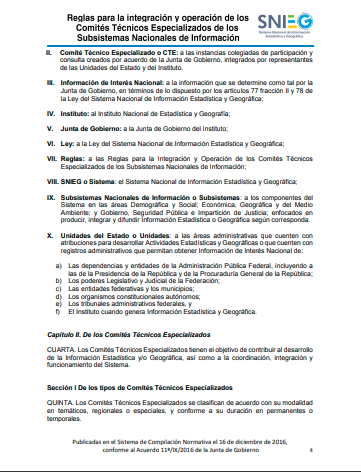 Reglas para la integración y operación de los
Comités Técnicos Especializados de los
Subsistemas Nacionales de Información
SNIEG
Sistema Nacional de Información
Estadística y Geográfica
II. Comité Técnico Especializado o CTE: a las instancias colegiadas de participación y
consulta creados por acuerdo de la Junta de Gobierno, integrados por representantes
de las Unidades del Estado y del Instituto.
III. Información de Interés Nacional: a la información que se determine como tal por la
Junta de Gobierno, en términos de lo dispuesto por los artículos 77 fracción II y 78 de
la Ley del Sistema Nacional de Información Estadística y Geográfica;
IV. Instituto: al Instituto Nacional de Estadística y Geografía;
V. Junta de Gobierno: a la Junta de Gobierno del Instituto;
VI. Ley: a la Ley del Sistema Nacional de Información Estadística y Geográfica;
VII. Reglas: a las Reglas para la Integración y Operación de los Comités Técnicos
Especializados de los Subsistemas Nacionales de Información;
VIII. SNIEG o Sistema: el Sistema Nacional de Información Estadística y Geográfica;
IX. Subsistemas Nacionales de Información o Subsistemas: a los componentes del
Sistema en las áreas Demográfica y Social; Económica, Geográfica y del Medio
Ambiente; y Gobierno, Seguridad Pública e Impartición de Justicia; enfocados en
producir, integrar y difundir Información Estadística o Geográfica según corresponda.
X. Unidades del Estado o Unidades: a las áreas administrativas que cuenten con
atribuciones para desarrollar Actividades Estadísticas y Geográficas o que cuenten con
registros administrativos que permitan obtener Información de Interés Nacional de:
a) Las dependencias y entidades de la Administración Pública Federal, incluyendo a
las de la Presidencia de la República y de la Procuraduría General de la República;
b) Los poderes Legislativo y Judicial de la Federación;
c) Las entidades federativas y los municipios;
d) Los organismos constitucionales autónomos;
e) Los tribunales administrativos federales, y
f) El Instituto cuando genera Información Estadística y Geográfica.
Capítulo II. De los Comités Técnicos Especializados
CUARTA. Los Comités Técnicos Especializados tienen el objetivo de contribuir al desarrollo
de la Información Estadística y/o Geográfica, así como a la coordinación, integración y
funcionamiento del Sistema.
Sección I De los tipos de Comités Técnicos Especializados
QUINTA. Los Comités Técnicos Especializados se clasifican de acuerdo con su modalidad
en temáticos, regionales o especiales, y conforme a su duración en permanentes o
temporales.
Publicadas en el Sistema de Compilación Normativa el 16 de diciembre de 2016,
conforme al Acuerdo 11ª/IX/2016 de la Junta de Gobierno
4